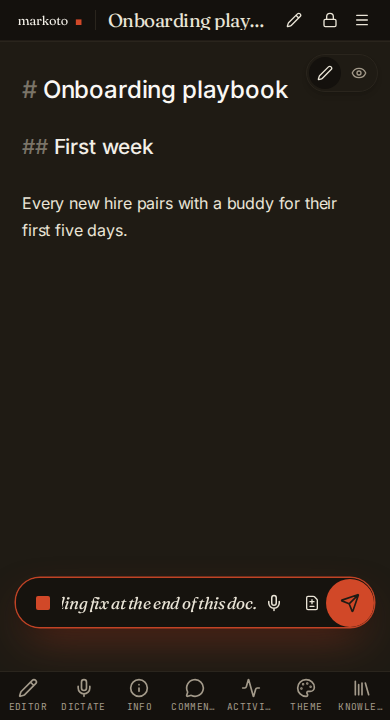 markoto
Onboarding play…
# Onboarding playbook
## First week
Every new hire pairs with a buddy for their
first five days.
fix at the end of this doc.
EDITOR DICTATE INFO COMMEN… ACTIVI… THEME KNOWLE…